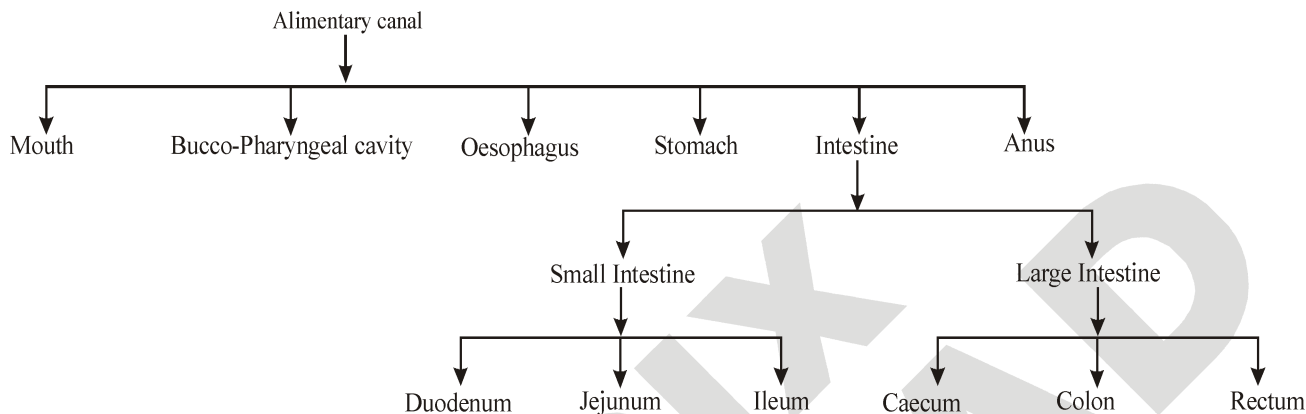 Alimentary canal
Mouth
Bucco-Pharyngeal cavity
Oesophagus
Stomach
Intestine
Anus
Small Intestine
Large Intestine
Duodenum
Jejunum
Ileum
Caecum
Colon
Rectum